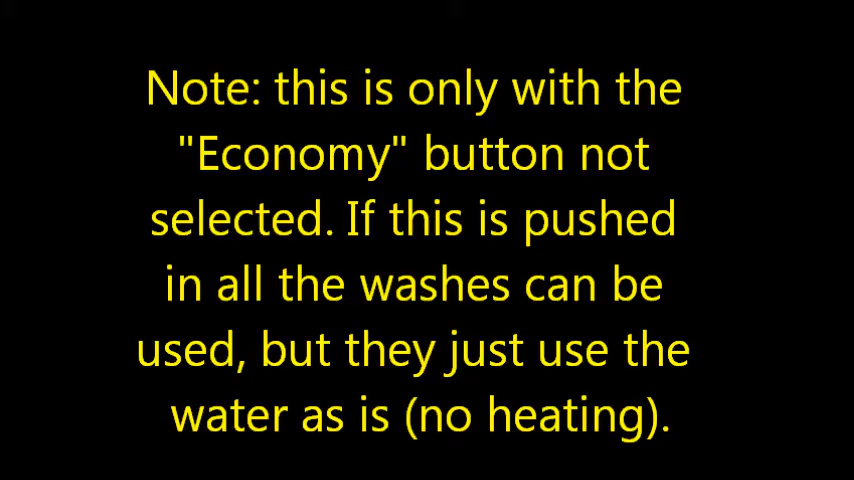 Note: this is only with the
"Economy" button not
selected. If this is pushed
in all the washes can be
used, but they just use the
water as is (no heating).